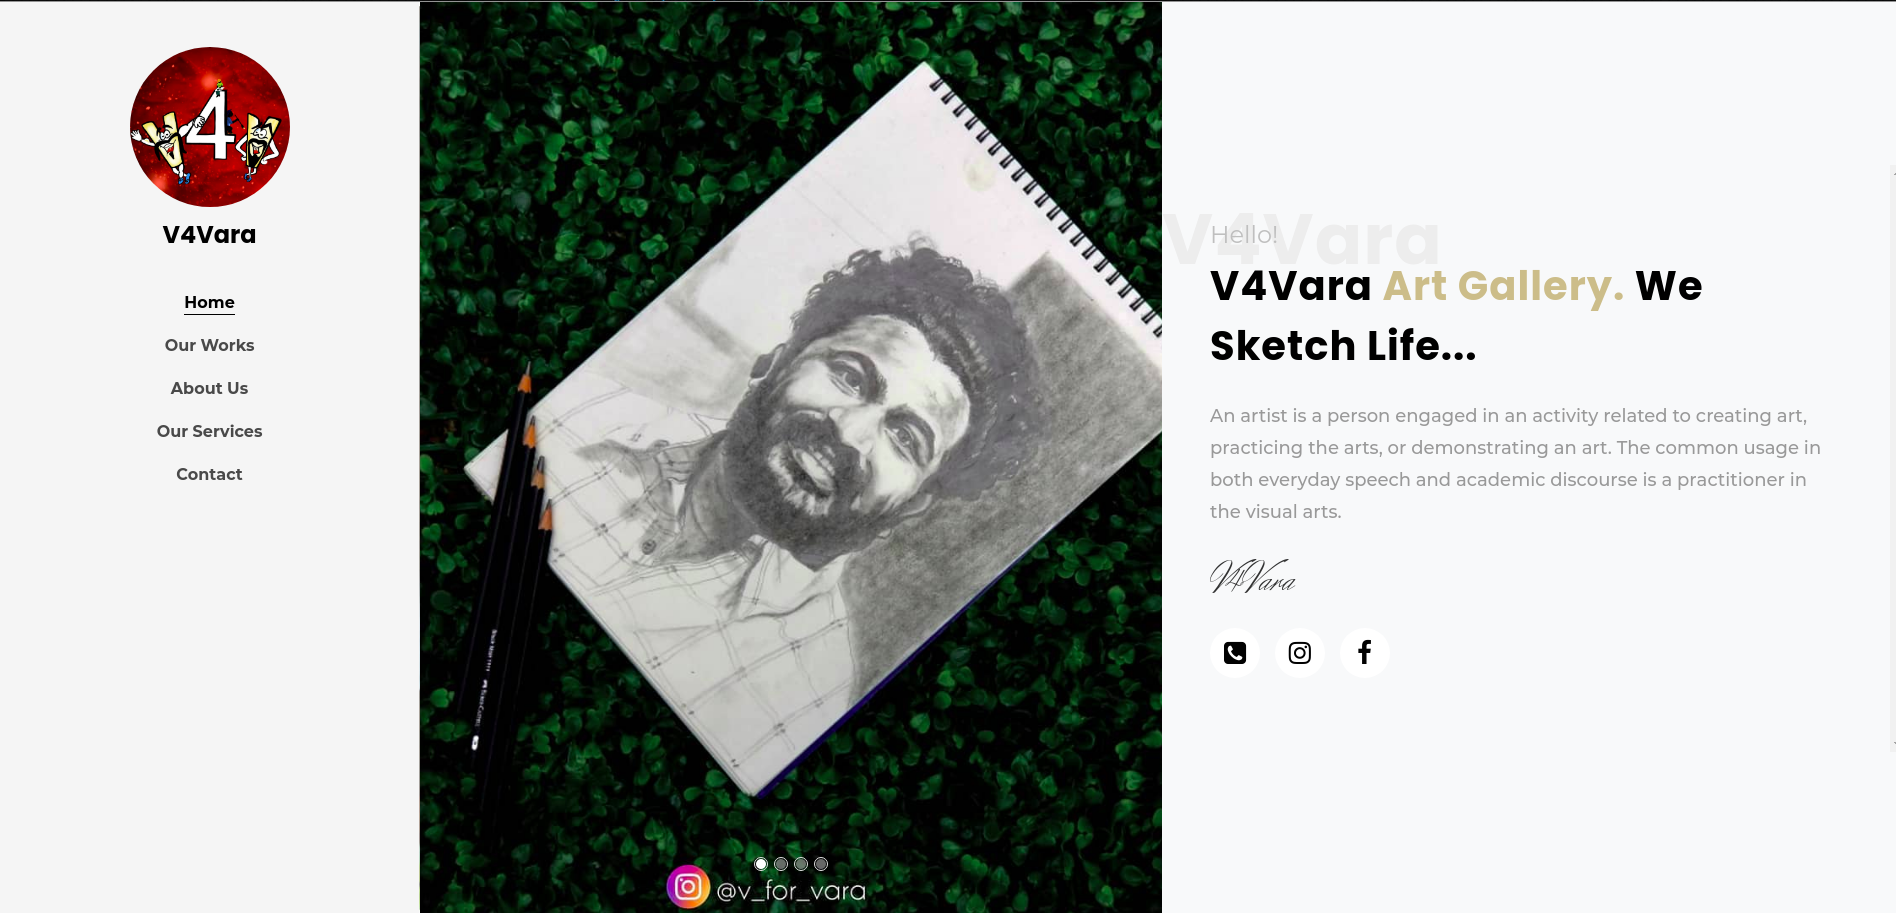 V4V
V4Vara
Home
Our Works
About Us
Our Services
Contact
@v_for_vara
V4Vara
Hello!
V4Vara Art Gallery. We
Sketch Life...
An artist is a person engaged in an activity related to creating art,
practicing the arts, or demonstrating an art. The common usage in
both everyday speech and academic discourse is a practitioner in
the visual arts.
V4Vara